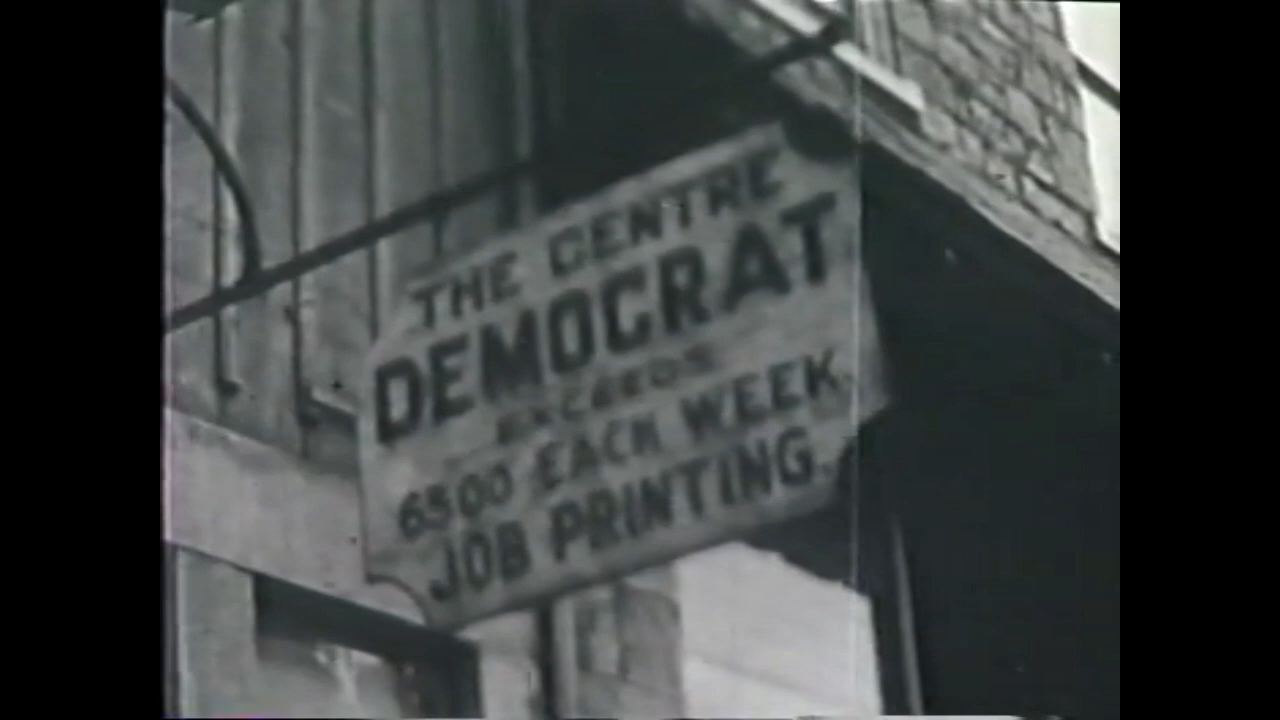 THE CENTRE
DEMOCRAT
EXCEEDS
6500 EACH WEEK.
JOB PRINTING.